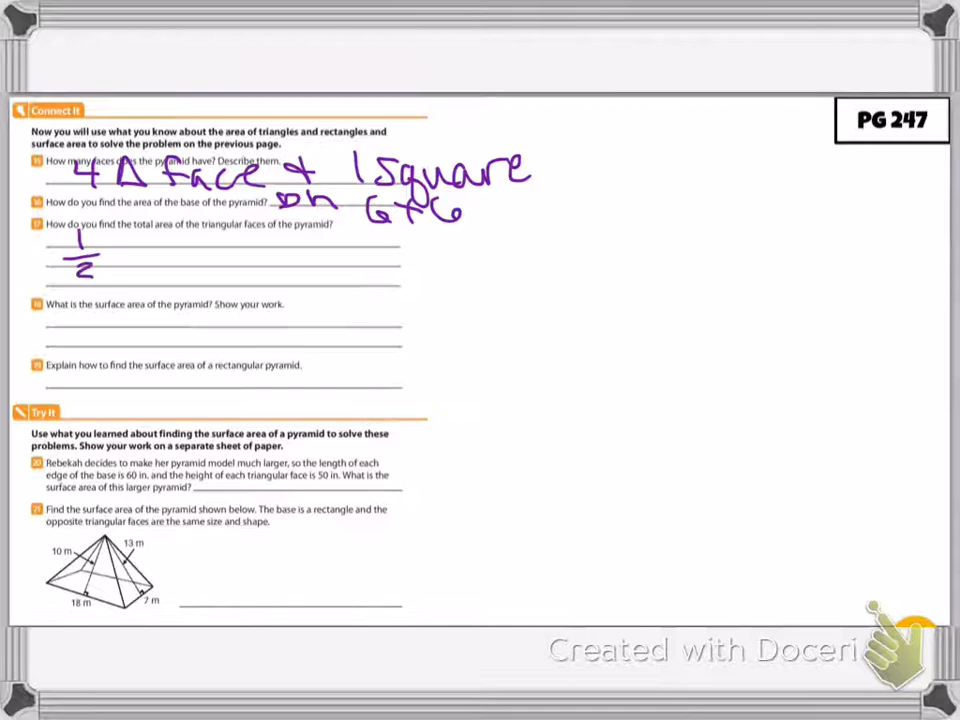 Connect It
PG 247
Now you will use what you know about the area of triangles and rectangles and
surface area to solve the problem on the previous page.
15 How many faces does the pyramid have? Describe them.
4 Δ face + 1 square
16 How do you find the area of the base of the pyramid?
6 × 6
17 How do you find the total area of the triangular faces of the pyramid?
1/2
18 What is the surface area of the pyramid? Show your work.
19 Explain how to find the surface area of a rectangular pyramid.
Try It
Use what you learned about finding the surface area of a pyramid to solve these
problems. Show your work on a separate sheet of paper.
20 Rebekah decides to make her pyramid model much larger, so the length of each
edge of the base is 60 in. and the height of each triangular face is 50 in. What is the
surface area of this larger pyramid?
21 Find the surface area of the pyramid shown below. The base is a rectangle and the
opposite triangular faces are the same size and shape.
13 m
10 m
18 m
7 m
Created with Doceri